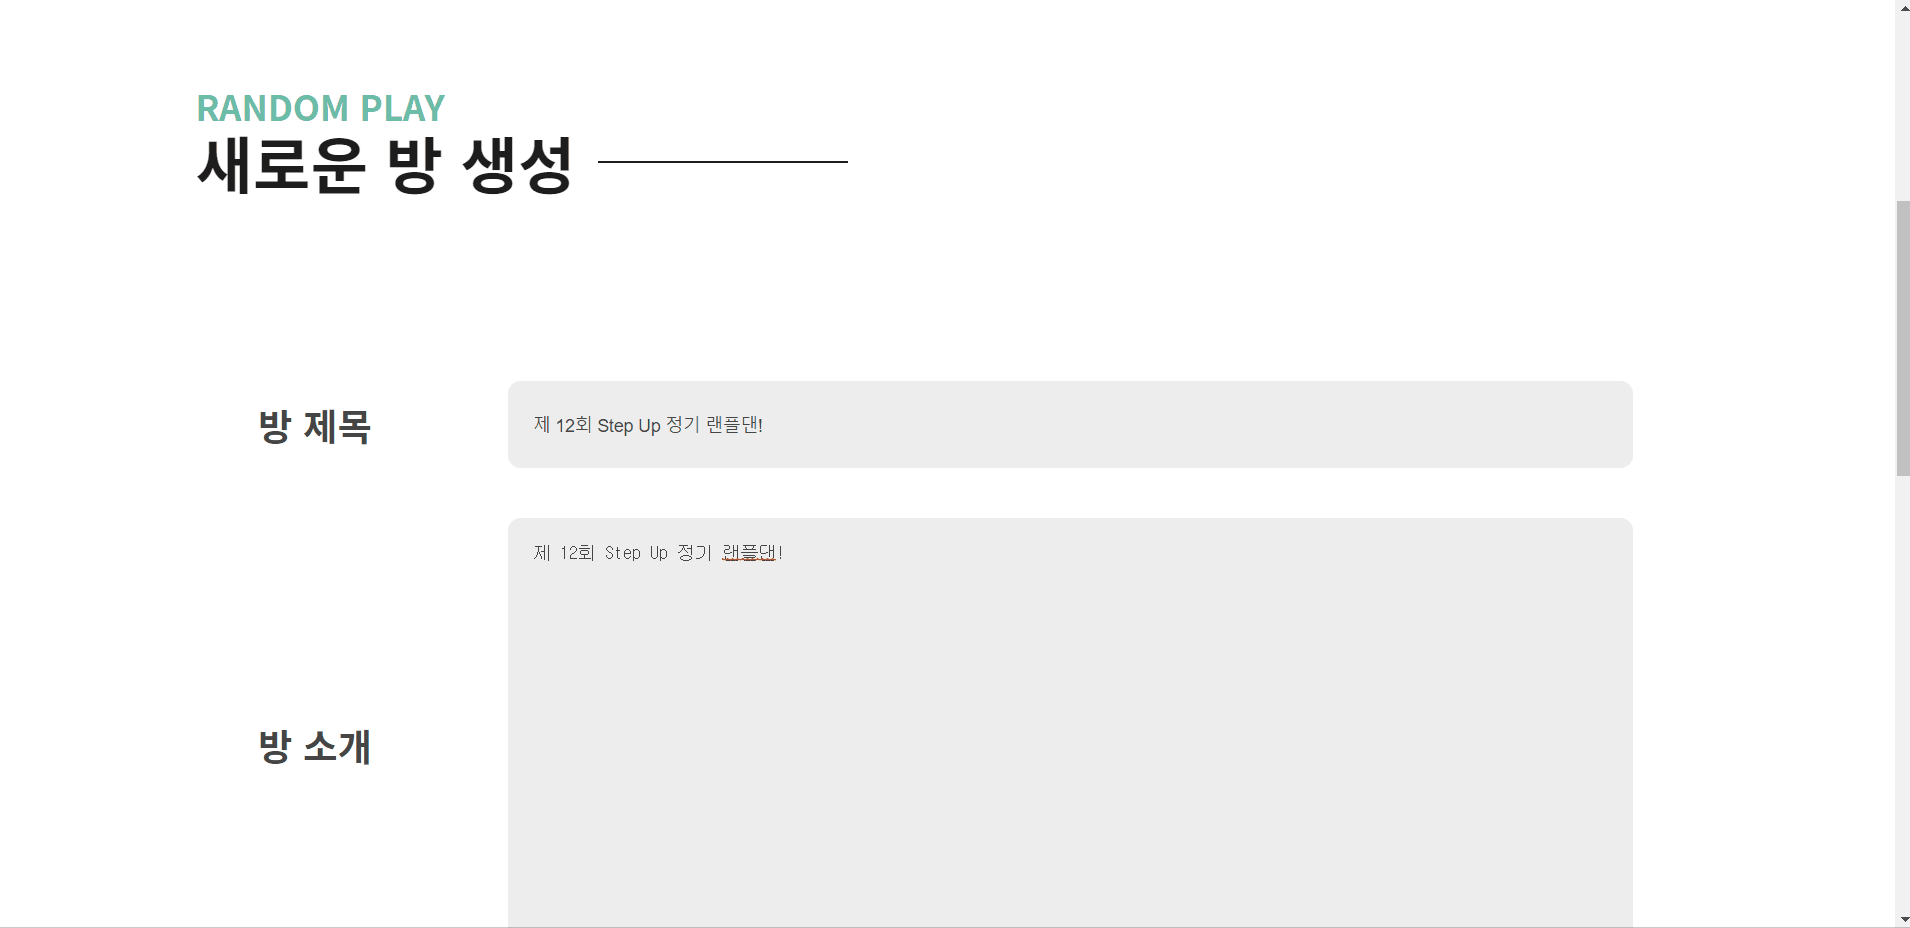 RANDOM PLAY
새로운 방 생성
방 제목
제 12회 Step Up 정기 랜플댄!
제 12회 Step Up 정기 랜플댄!
방 소개